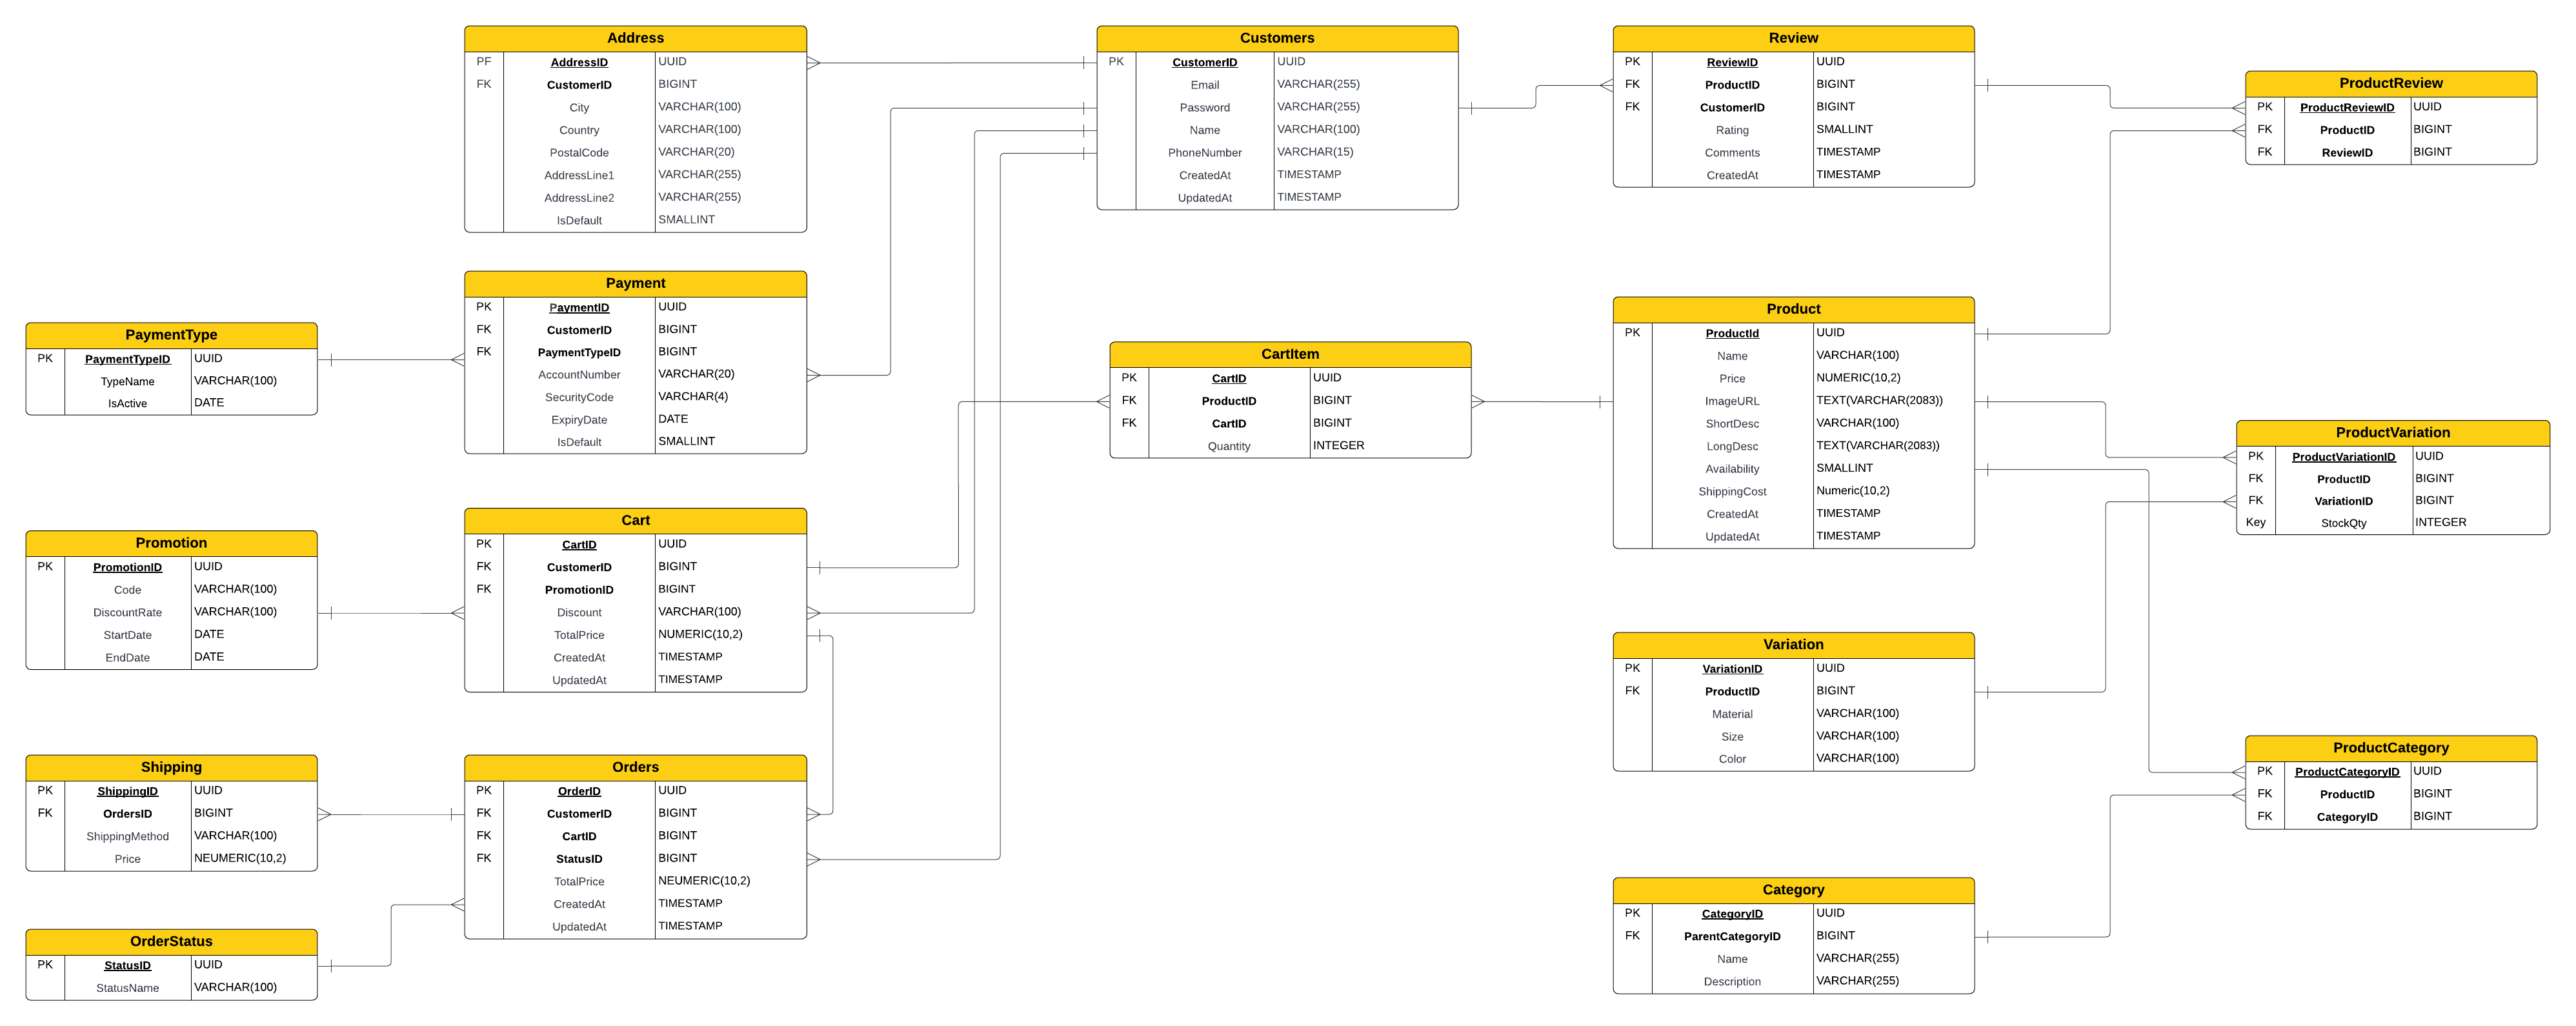 Address
PF AddressID UUID
FK CustomerID BIGINT
City VARCHAR(100)
Country VARCHAR(100)
PostalCode VARCHAR(20)
AddressLine1 VARCHAR(255)
AddressLine2 VARCHAR(255)
IsDefault SMALLINT
Customers
PK CustomerID UUID
Email VARCHAR(255)
Password VARCHAR(255)
Name VARCHAR(100)
PhoneNumber VARCHAR(15)
CreatedAt TIMESTAMP
UpdatedAt TIMESTAMP
Review
PK ReviewID UUID
FK ProductID BIGINT
FK CustomerID BIGINT
Rating SMALLINT
Comments TIMESTAMP
CreatedAt TIMESTAMP
ProductReview
PK ProductReviewID UUID
FK ProductID BIGINT
FK ReviewID BIGINT
PaymentType
PK PaymentTypeID UUID
TypeName VARCHAR(100)
IsActive DATE
Payment
PK PaymentID UUID
FK CustomerID BIGINT
FK PaymentTypeID BIGINT
AccountNumber VARCHAR(20)
SecurityCode VARCHAR(4)
ExpiryDate DATE
IsDefault SMALLINT
CartItem
PK CartID UUID
FK ProductID BIGINT
FK CartID BIGINT
Quantity INTEGER
Product
PK ProductId UUID
Name VARCHAR(100)
Price NUMERIC(10,2)
ImageURL TEXT(VARCHAR(2083))
ShortDesc VARCHAR(100)
LongDesc TEXT(VARCHAR(2083))
Availability SMALLINT
ShippingCost Numeric(10,2)
CreatedAt TIMESTAMP
UpdatedAt TIMESTAMP
ProductVariation
PK ProductVariationID UUID
FK ProductID BIGINT
FK VariationID BIGINT
Key StockQty INTEGER
Promotion
PK PromotionID UUID
Code VARCHAR(100)
DiscountRate VARCHAR(100)
StartDate DATE
EndDate DATE
Cart
PK CartID UUID
FK CustomerID BIGINT
FK PromotionID BIGINT
Discount VARCHAR(100)
TotalPrice NUMERIC(10,2)
CreatedAt TIMESTAMP
UpdatedAt TIMESTAMP
Variation
PK VariationID UUID
FK ProductID BIGINT
Material VARCHAR(100)
Size VARCHAR(100)
Color VARCHAR(100)
ProductCategory
PK ProductCategoryID UUID
FK ProductID BIGINT
FK CategoryID BIGINT
Shipping
PK ShippingID UUID
FK OrdersID BIGINT
ShippingMethod VARCHAR(100)
Price NEUMERIC(10,2)
Orders
PK OrderID UUID
FK CustomerID BIGINT
FK CartID BIGINT
FK StatusID BIGINT
TotalPrice NEUMERIC(10,2)
CreatedAt TIMESTAMP
UpdatedAt TIMESTAMP
OrderStatus
PK StatusID UUID
StatusName VARCHAR(100)
Category
PK CategoryID UUID
FK ParentCategoryID BIGINT
Name VARCHAR(255)
Description VARCHAR(255)